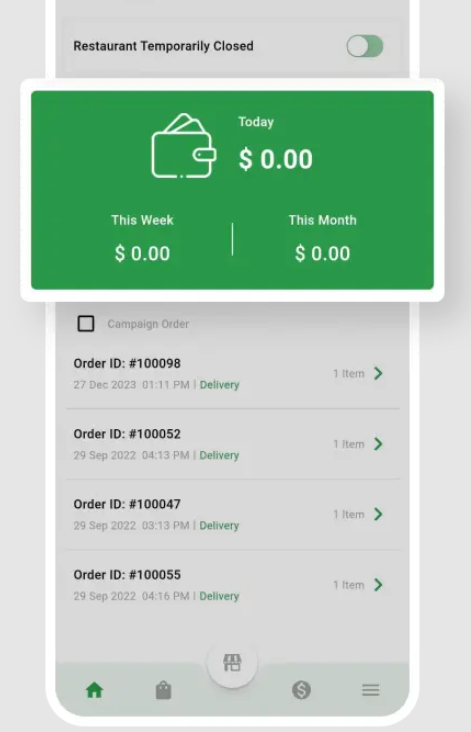 Restaurant Temporarily Closed
Today
$ 0.00
This Week
$ 0.00
This Month
$ 0.00
Campaign Order
Order ID: #100098
27 Dec 2023 01:11 PM | Delivery
1 Item
Order ID: #100052
29 Sep 2022 04:13 PM | Delivery
1 Item
Order ID: #100047
29 Sep 2022 03:13 PM | Delivery
1 Item
Order ID: #100055
29 Sep 2022 04:16 PM | Delivery
1 Item